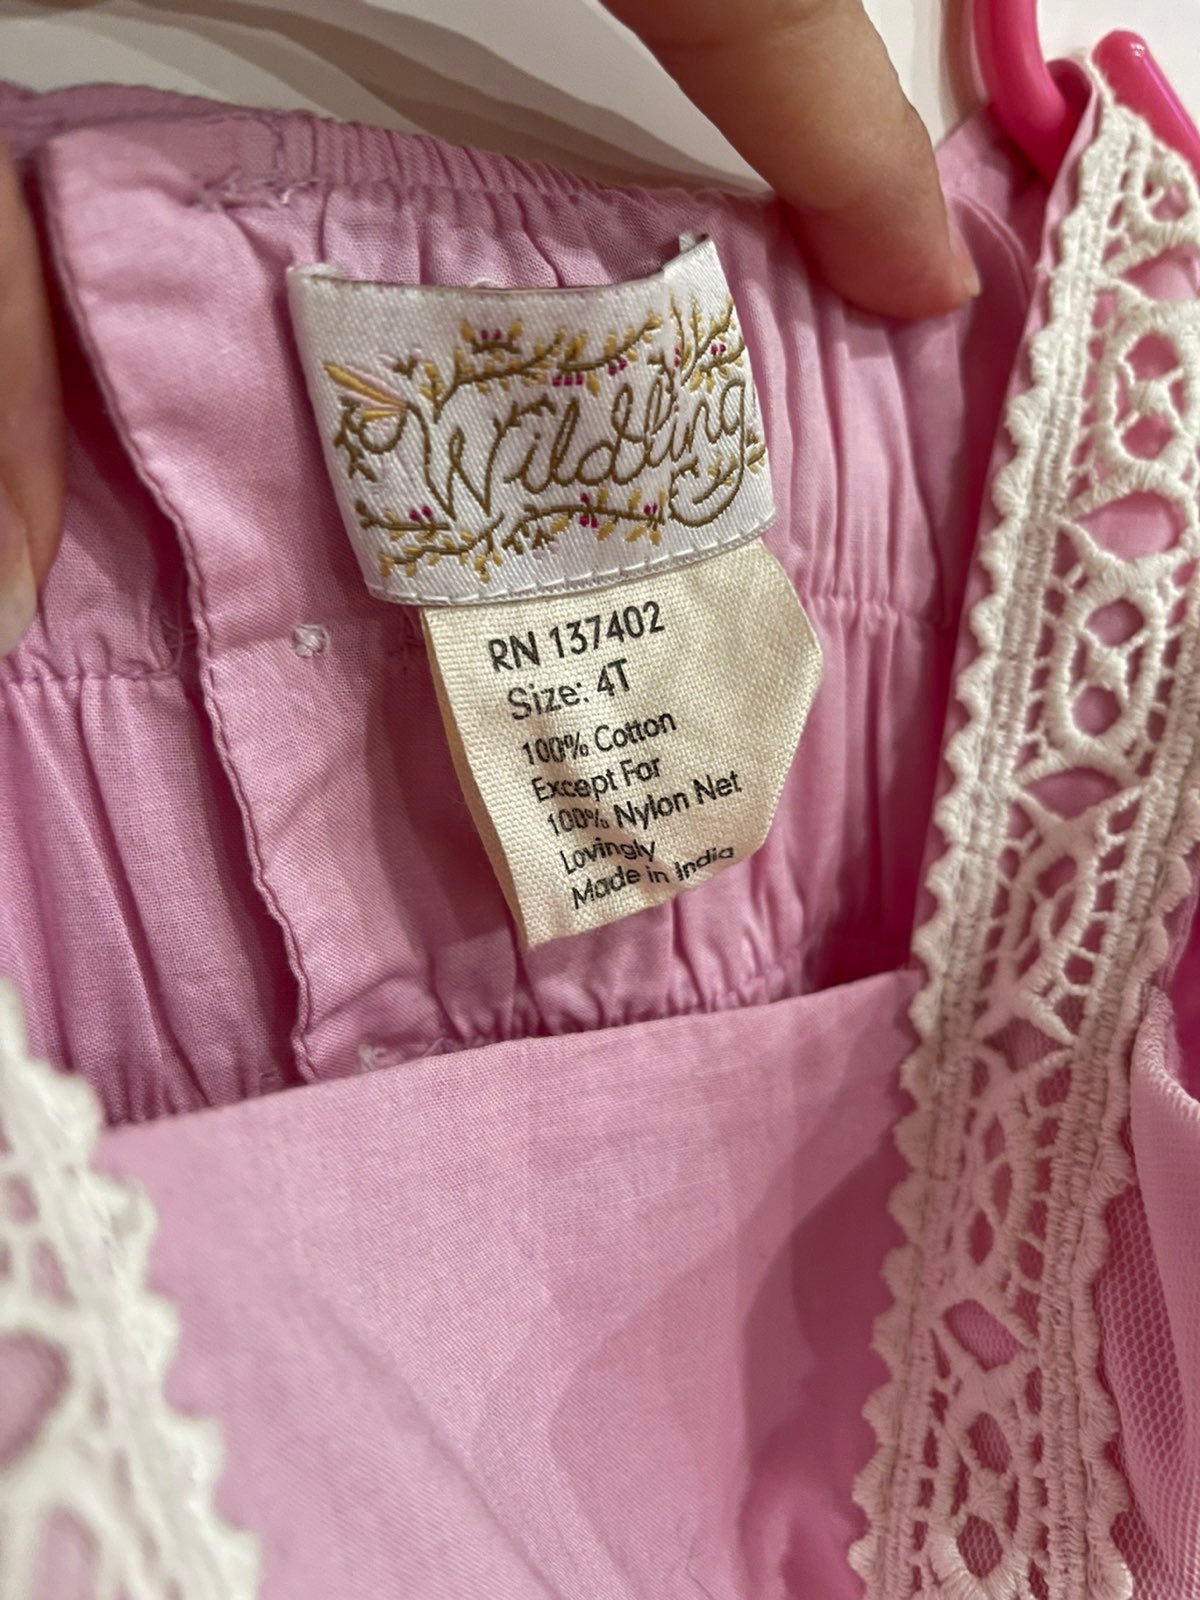 Wildling
RN 137402
Size: 4T
100% Cotton
Except For
100% Nylon Net
Lovingly
Made in India